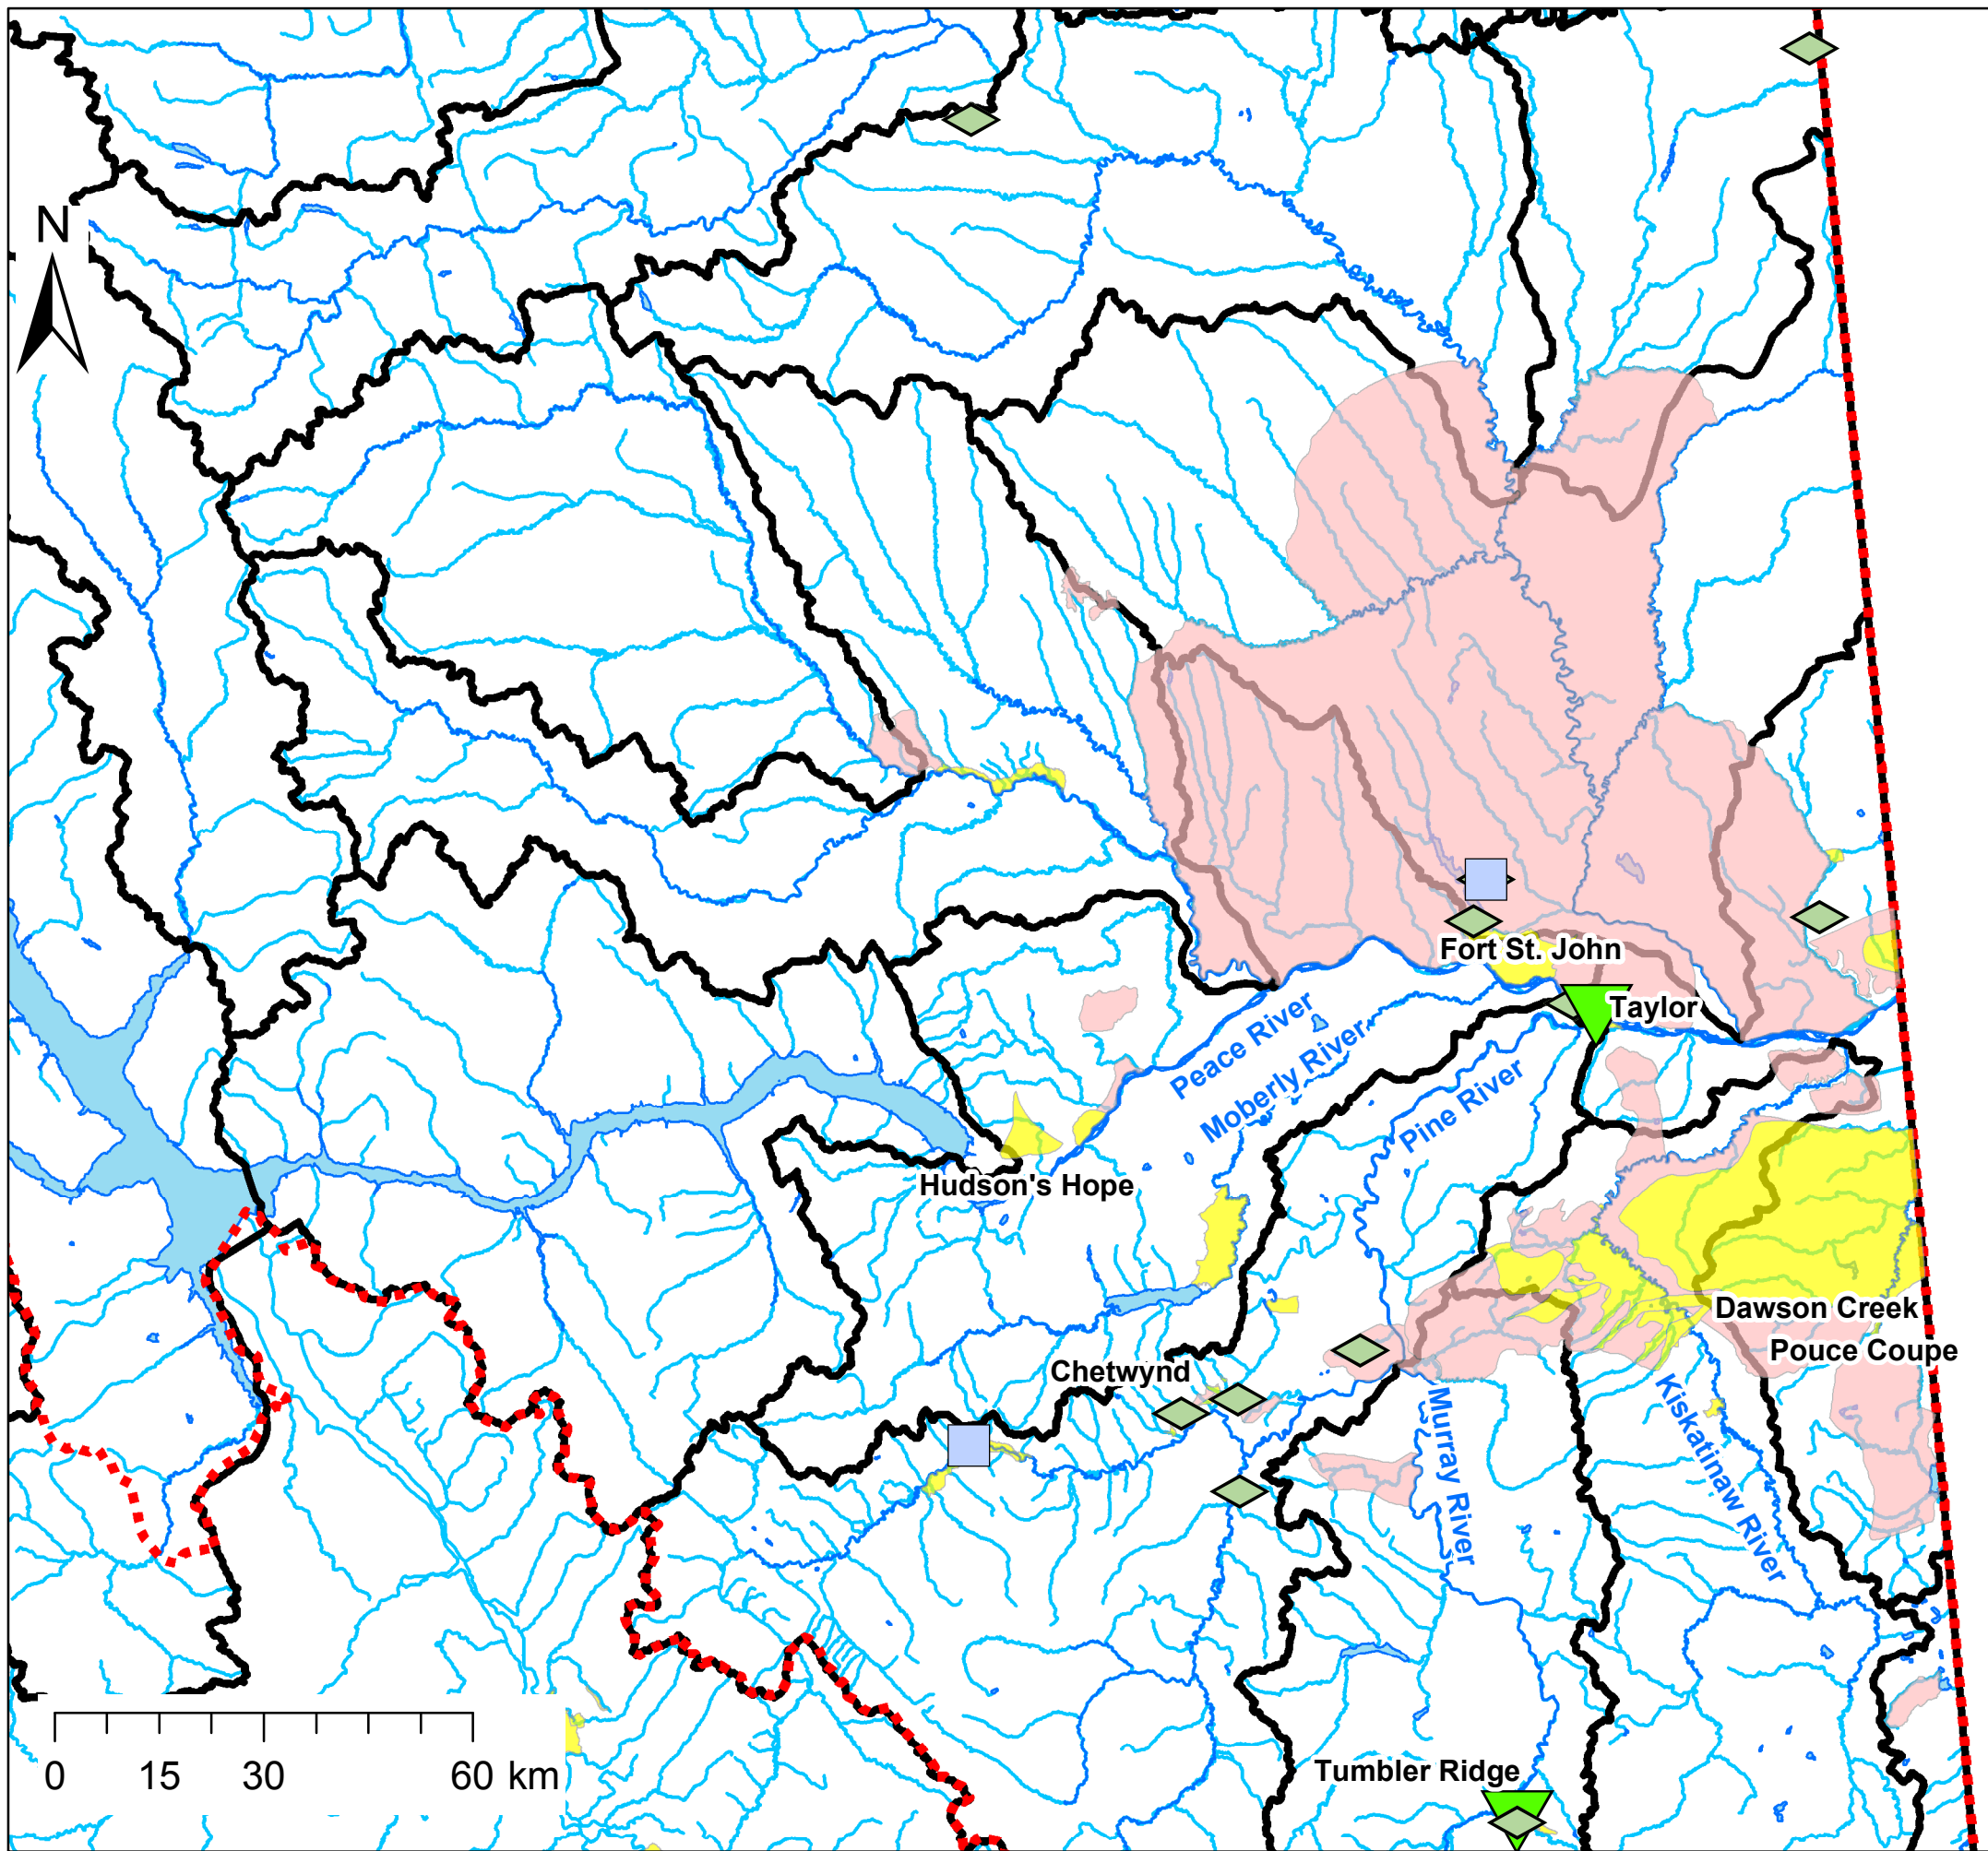 N
Fort St. John
Taylor
Peace River
Moberly River
Pine River
Hudson's Hope
Dawson Creek
Pouce Coupe
Chetwynd
Murray River
Kiskatinaw River
Tumbler Ridge
0 15 30 60 km